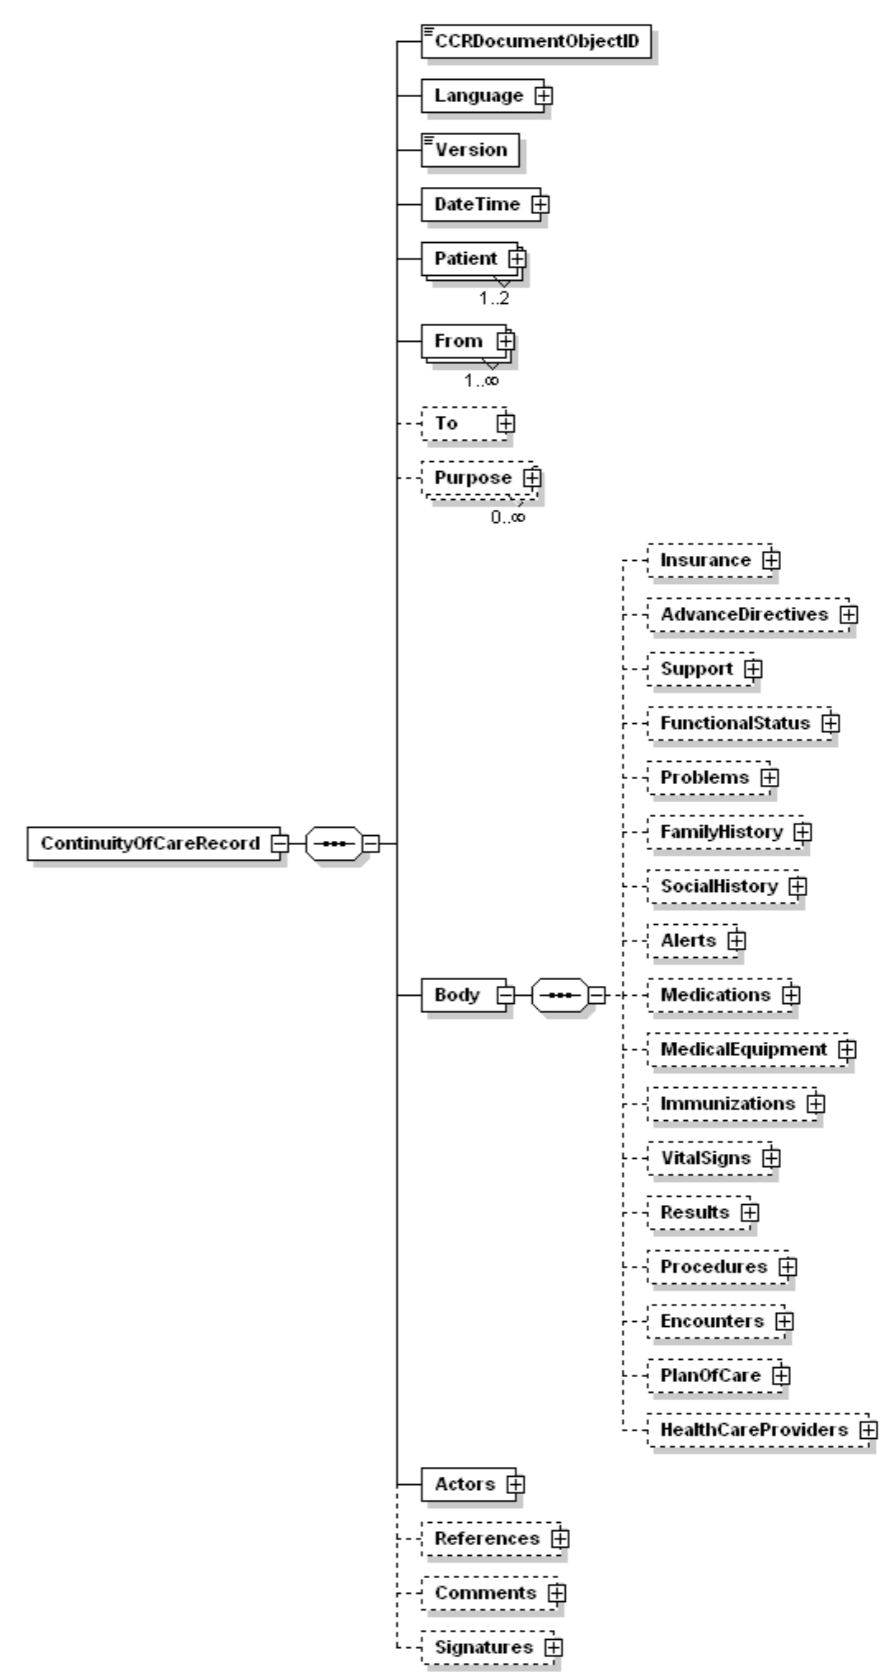 CCRDocumentObjectID
Language
Version
DateTime
Patient
1..2
From
1..∞
To
Purpose
0..∞
Insurance
AdvanceDirectives
Support
FunctionalStatus
Problems
ContinuityOfCareRecord
FamilyHistory
SocialHistory
Alerts
Body
Medications
MedicalEquipment
Immunizations
VitalSigns
Results
Procedures
Encounters
PlanOfCare
HealthCareProviders
Actors
References
Comments
Signatures